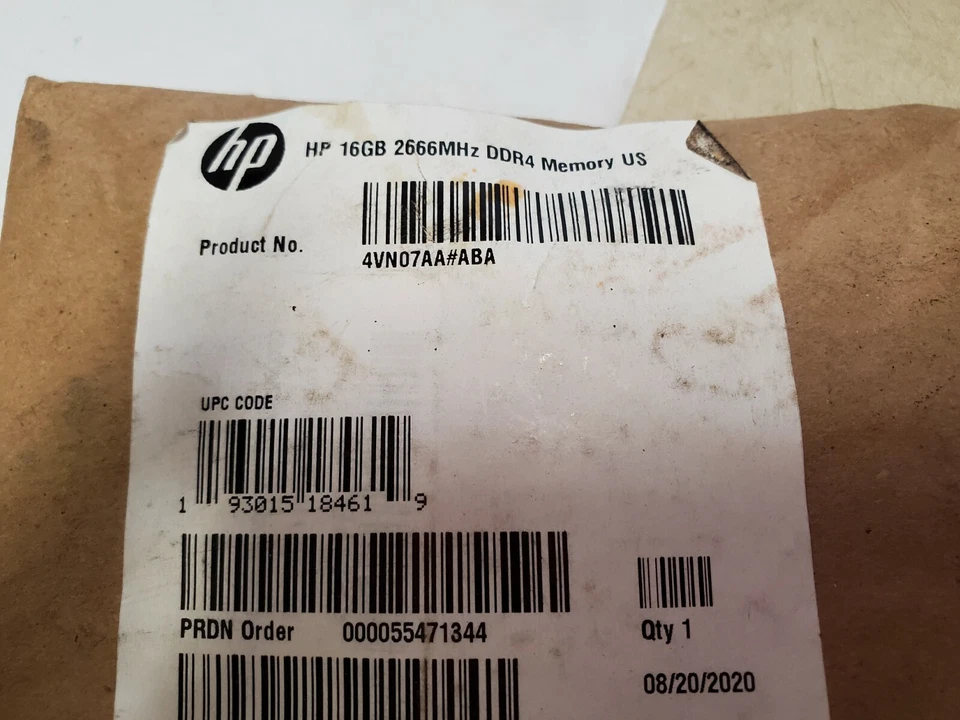 hp
HP 16GB 2666MHz DDR4 Memory US
Product No.
4VN07AA#ABA
UPC CODE
1 93015 18461 9
PRDN Order 000055471344
Qty 1
08/20/2020